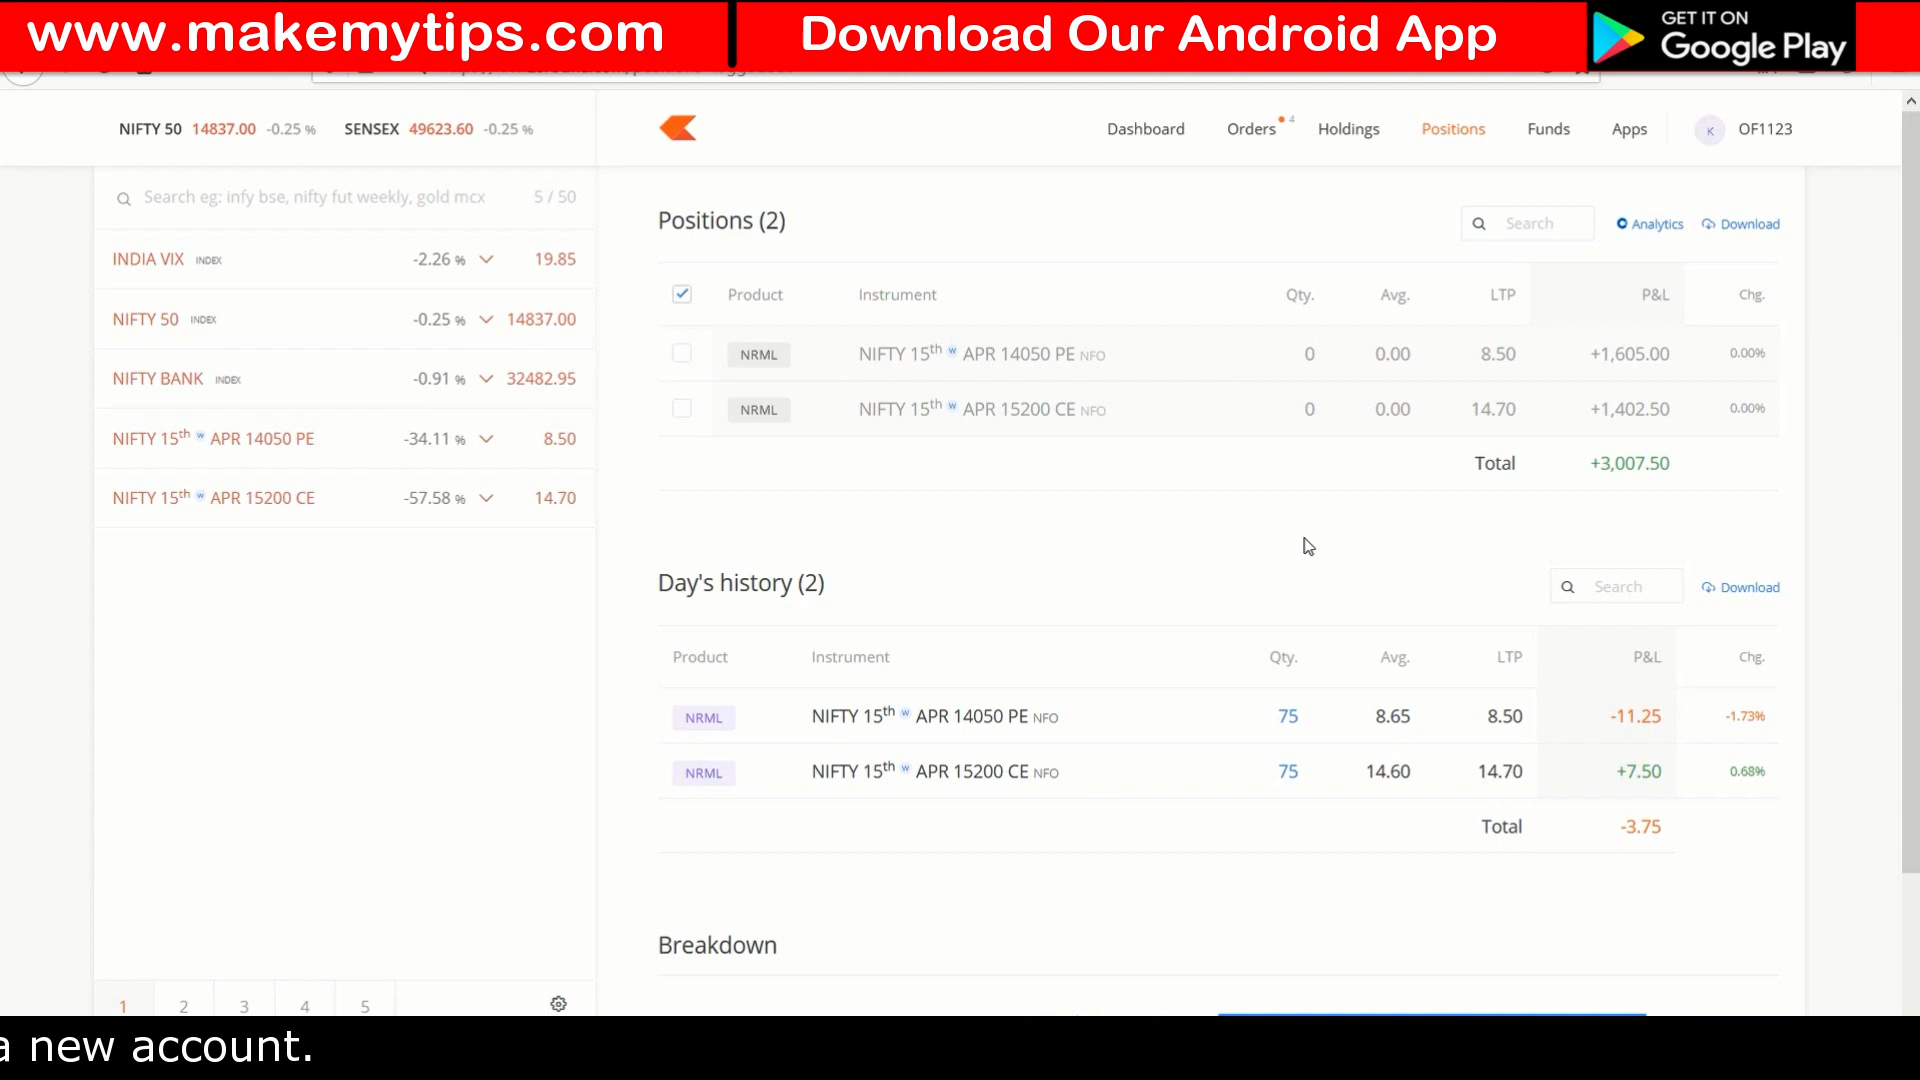 www.makemytips.com
Download Our Android App
GET IT ON
Google Play
NIFTY 50 14837.00 -0.25 % SENSEX 49623.60 -0.25 %
Dashboard Orders 4 Holdings Positions Funds Apps K OF1123
Search eg: infy bse, nifty fut weekly, gold mcx 5 / 50
INDIA VIX INDEX -2.26 % 19.85
NIFTY 50 INDEX -0.25 % 14837.00
NIFTY BANK INDEX -0.91 % 32482.95
NIFTY 15th w APR 14050 PE -34.11 % 8.50
NIFTY 15th w APR 15200 CE -57.58 % 14.70
1 2 3 4 5
Positions (2) Search Analytics Download
Product Instrument Qty. Avg. LTP P&L Chg.
NRML NIFTY 15th w APR 14050 PE NFO 0 0.00 8.50 +1,605.00 0.00%
NRML NIFTY 15th w APR 15200 CE NFO 0 0.00 14.70 +1,402.50 0.00%
Total +3,007.50
Day's history (2) Search Download
Product Instrument Qty. Avg. LTP P&L Chg.
NRML NIFTY 15th w APR 14050 PE NFO 75 8.65 8.50 -11.25 -1.73%
NRML NIFTY 15th w APR 15200 CE NFO 75 14.60 14.70 +7.50 0.68%
Total -3.75
Breakdown
a new account.